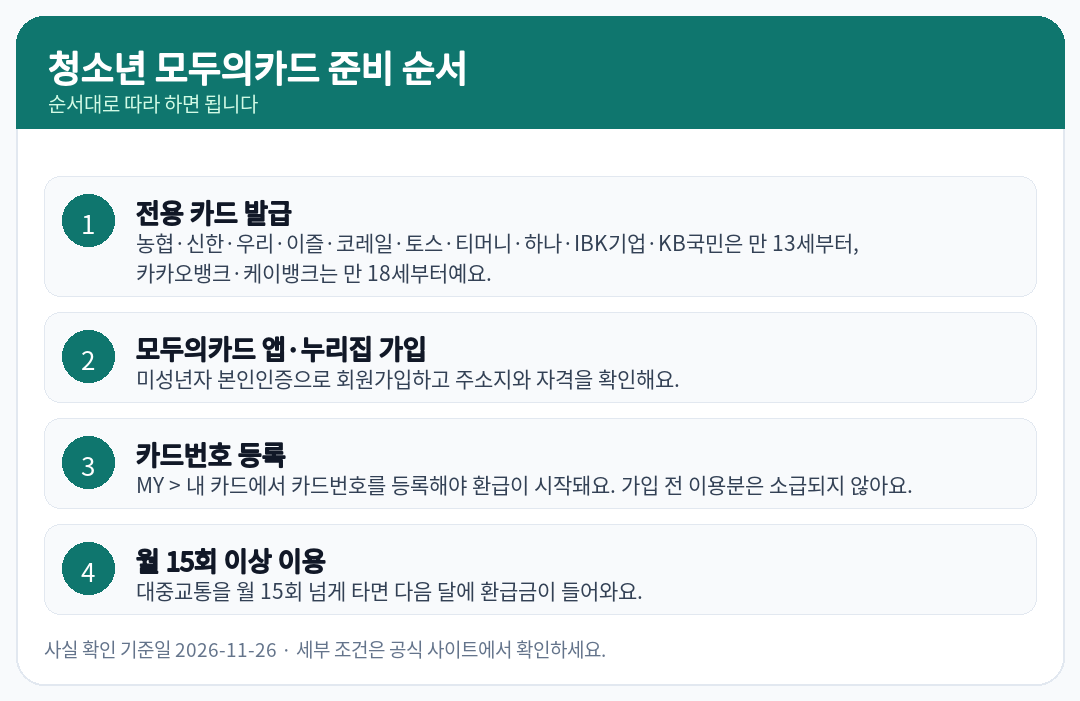 청소년 모두의카드 준비 순서
순서대로 따라 하면 됩니다
1
전용 카드 발급
농협·신한·우리·이즐·코레일·토스·티머니·하나·IBK기업·KB국민은 만 13세부터,
카카오뱅크·케이뱅크는 만 18세부터예요.
2
모두의카드 앱·누리집 가입
미성년자 본인인증으로 회원가입하고 주소지와 자격을 확인해요.
3
카드번호 등록
MY > 내 카드에서 카드번호를 등록해야 환급이 시작돼요. 가입 전 이용분은 소급되지 않아요.
4
월 15회 이상 이용
대중교통을 월 15회 넘게 타면 다음 달에 환급금이 들어와요.
사실 확인 기준일 2026-11-26 · 세부 조건은 공식 사이트에서 확인하세요.